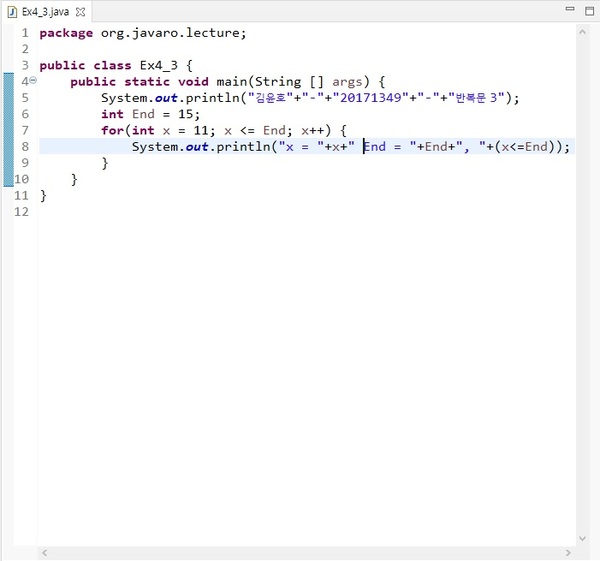 Ex4_3.java
1 package org.javaro.lecture;
2
3 public class Ex4_3 {
4 public static void main(String [] args) {
5 System.out.println("김윤호"+"-"+"20171349"+"-"+"반복문 3");
6 int End = 15;
7 for(int x = 11; x <= End; x++) {
8 System.out.println("x = "+x+" End = "+End+", "+(x<=End));
9 }
10 }
11 }
12